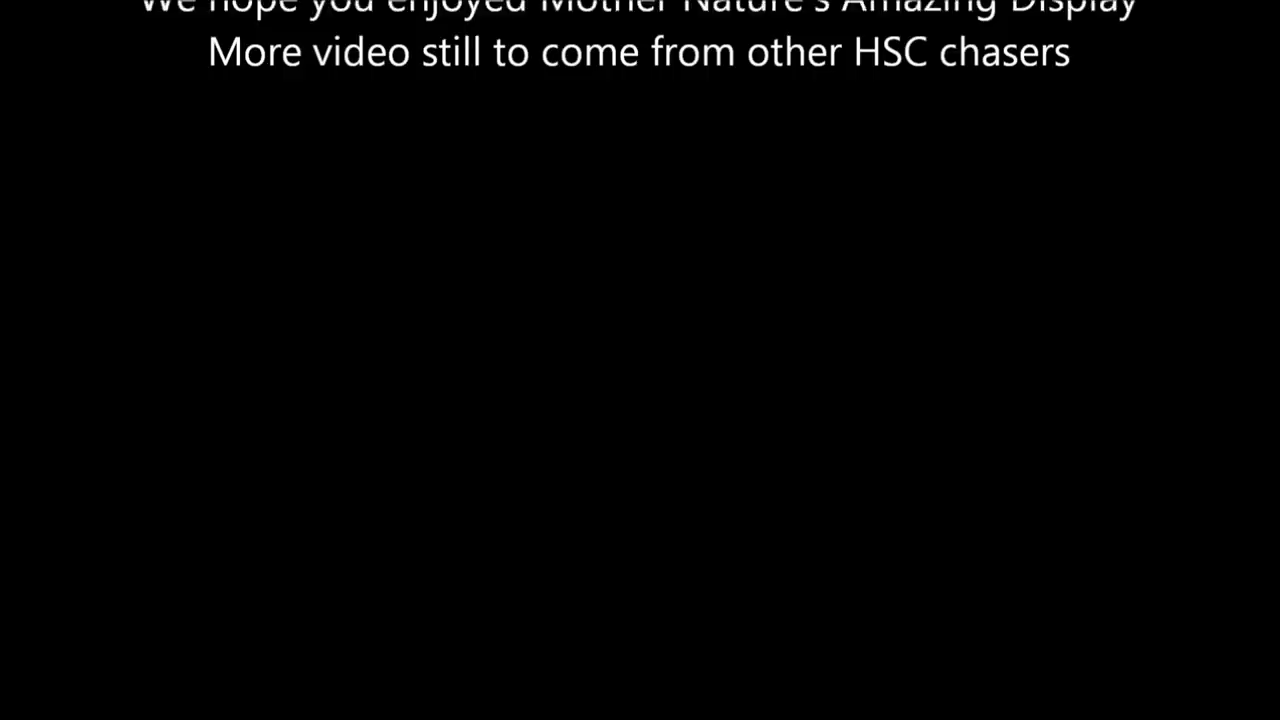 We hope you enjoyed Mother Nature's Amazing Display
More video still to come from other HSC chasers